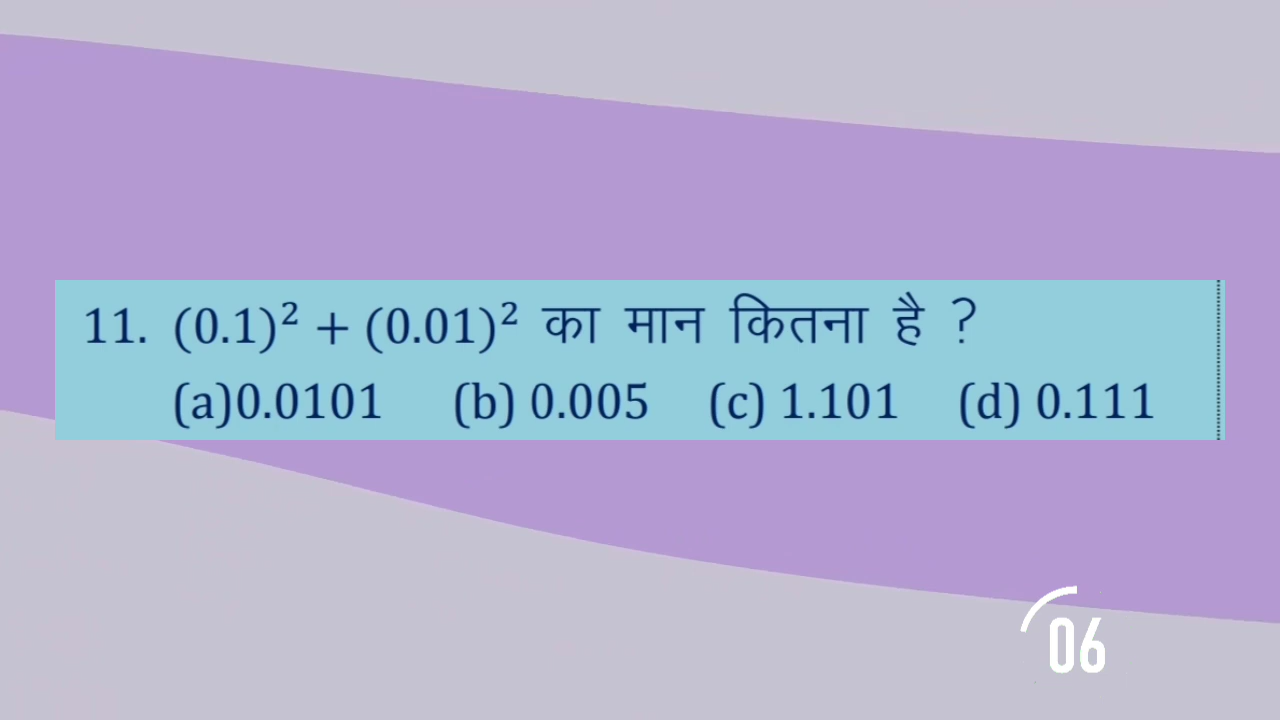 11. (0.1)² + (0.01)² का मान कितना है ?
(a)0.0101 (b) 0.005 (c) 1.101 (d) 0.111
06